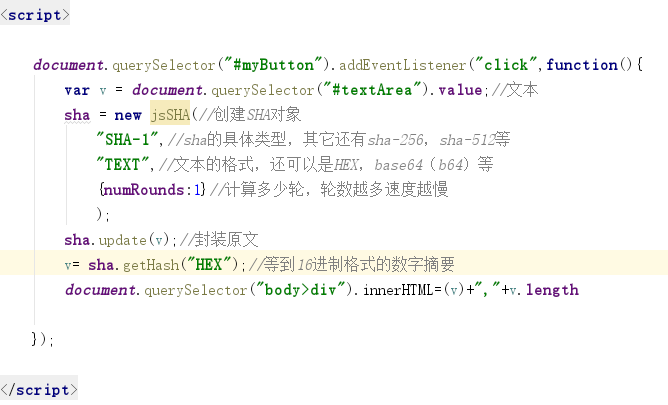 <script>
document.querySelector("#myButton").addEventListener("click",function(){
var v = document.querySelector("#textArea").value;//文本
sha = new jsSHA(//创建SHA对象
"SHA-1",//sha的具体类型，其它还有sha-256，sha-512等
"TEXT",//文本的格式，还可以是HEX，base64（b64）等
{numRounds:1}//计算多少轮，轮数越多速度越慢
);
sha.update(v);//封装原文
v= sha.getHash("HEX");//等到16进制格式的数字摘要
document.querySelector("body>div").innerHTML=(v)+","+v.length
});
</script>